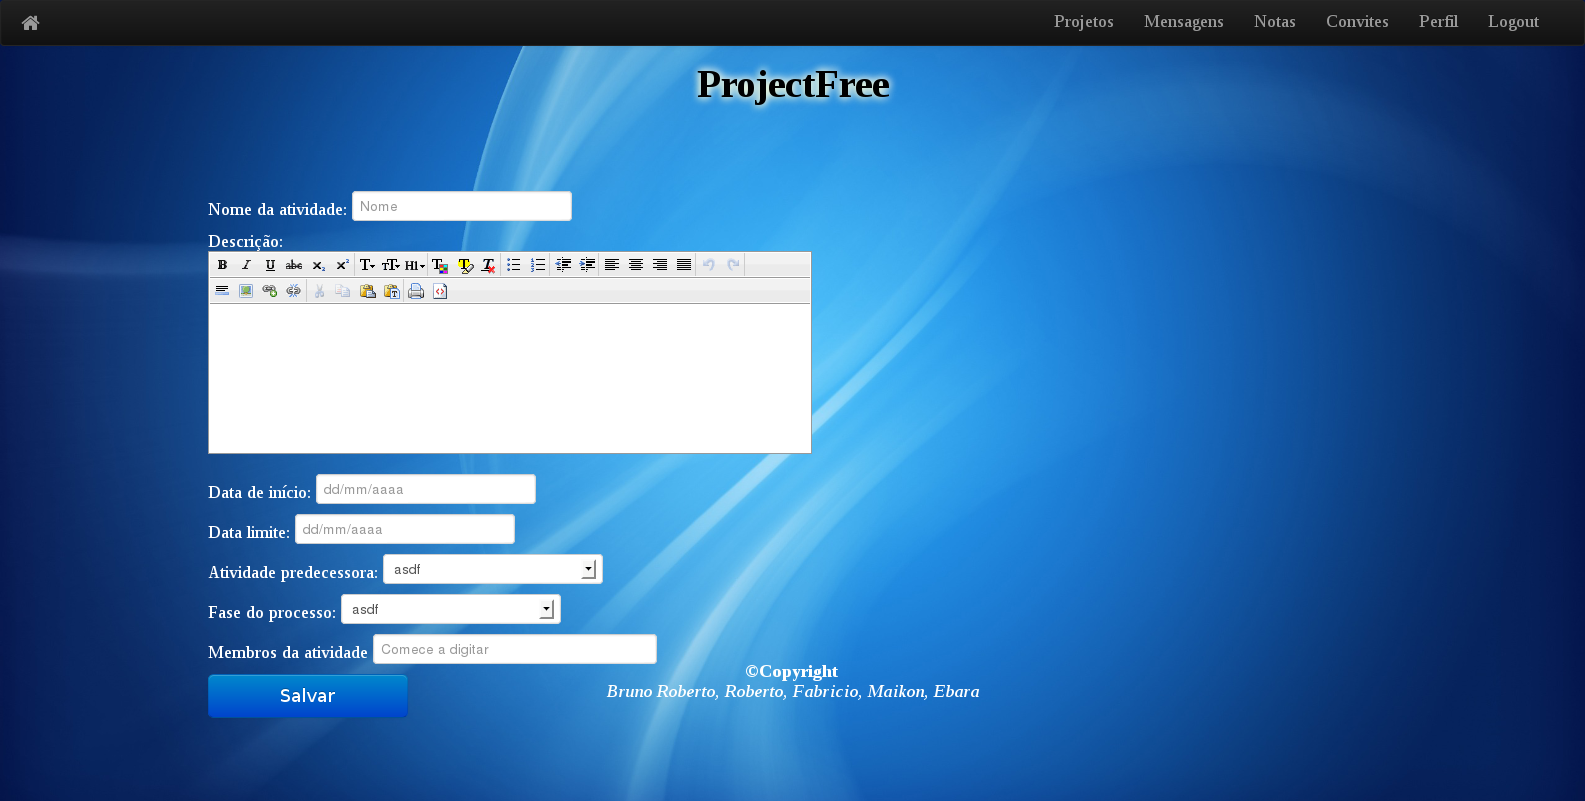 Projetos Mensagens Notas Convites Perfil Logout
ProjectFree
Nome da atividade: Nome
Descrição:
B I U abc x₂ x² T tT H1 T T T
Data de início: dd/mm/aaaa
Data limite: dd/mm/aaaa
Atividade predecessora: asdf
Fase do processo: asdf
Membros da atividade Comece a digitar
©Copyright
Salvar
Bruno Roberto, Roberto, Fabricio, Maikon, Ebara